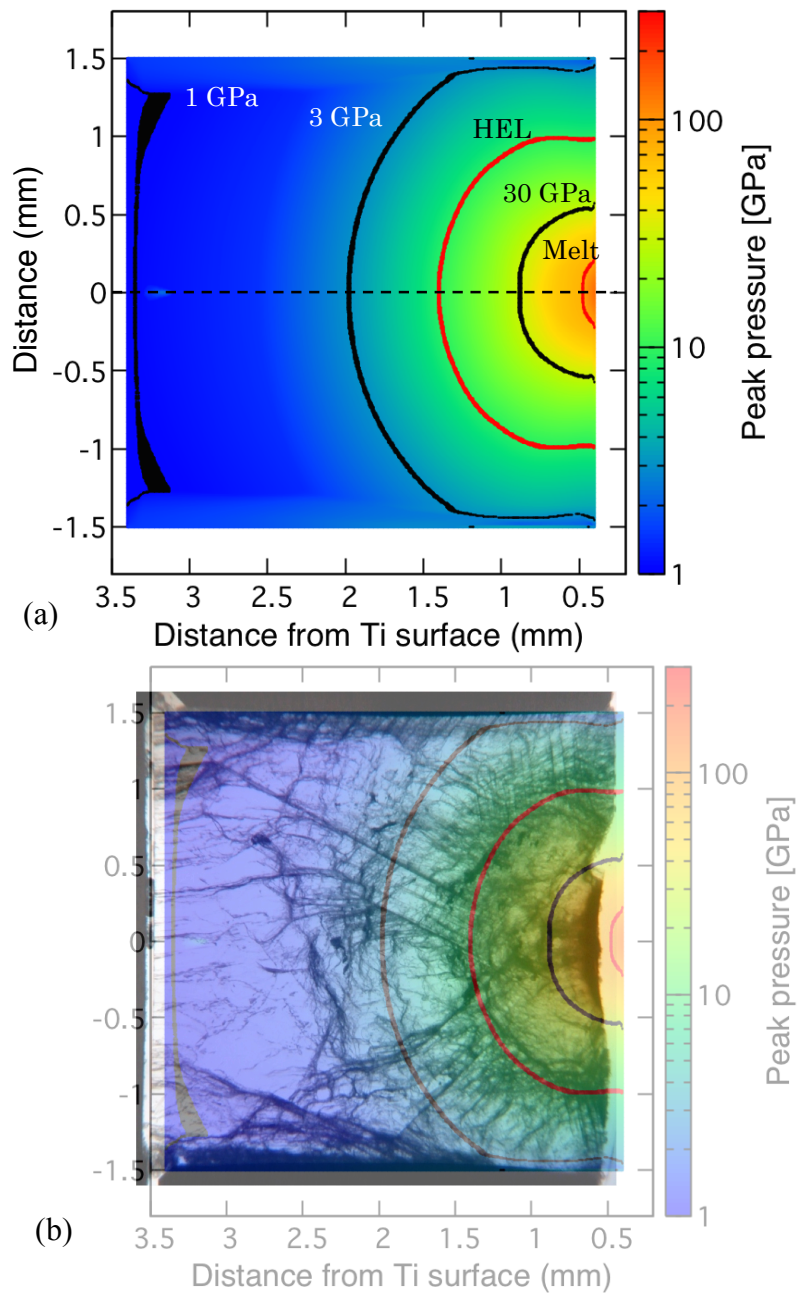 1.5
1
0.5
0
-0.5
-1
-1.5
Distance (mm)
1 GPa
3 GPa
HEL
30 GPa
Melt
100
10
1
Peak pressure [GPa]
3.5 3 2.5 2 1.5 1 0.5
(a)
Distance from Ti surface (mm)
1.5
1
0.5
0
-0.5
-1
-1.5
100
10
1
Peak pressure [GPa]
(b)
3.5 3 2.5 2 1.5 1 0.5
Distance from Ti surface (mm)